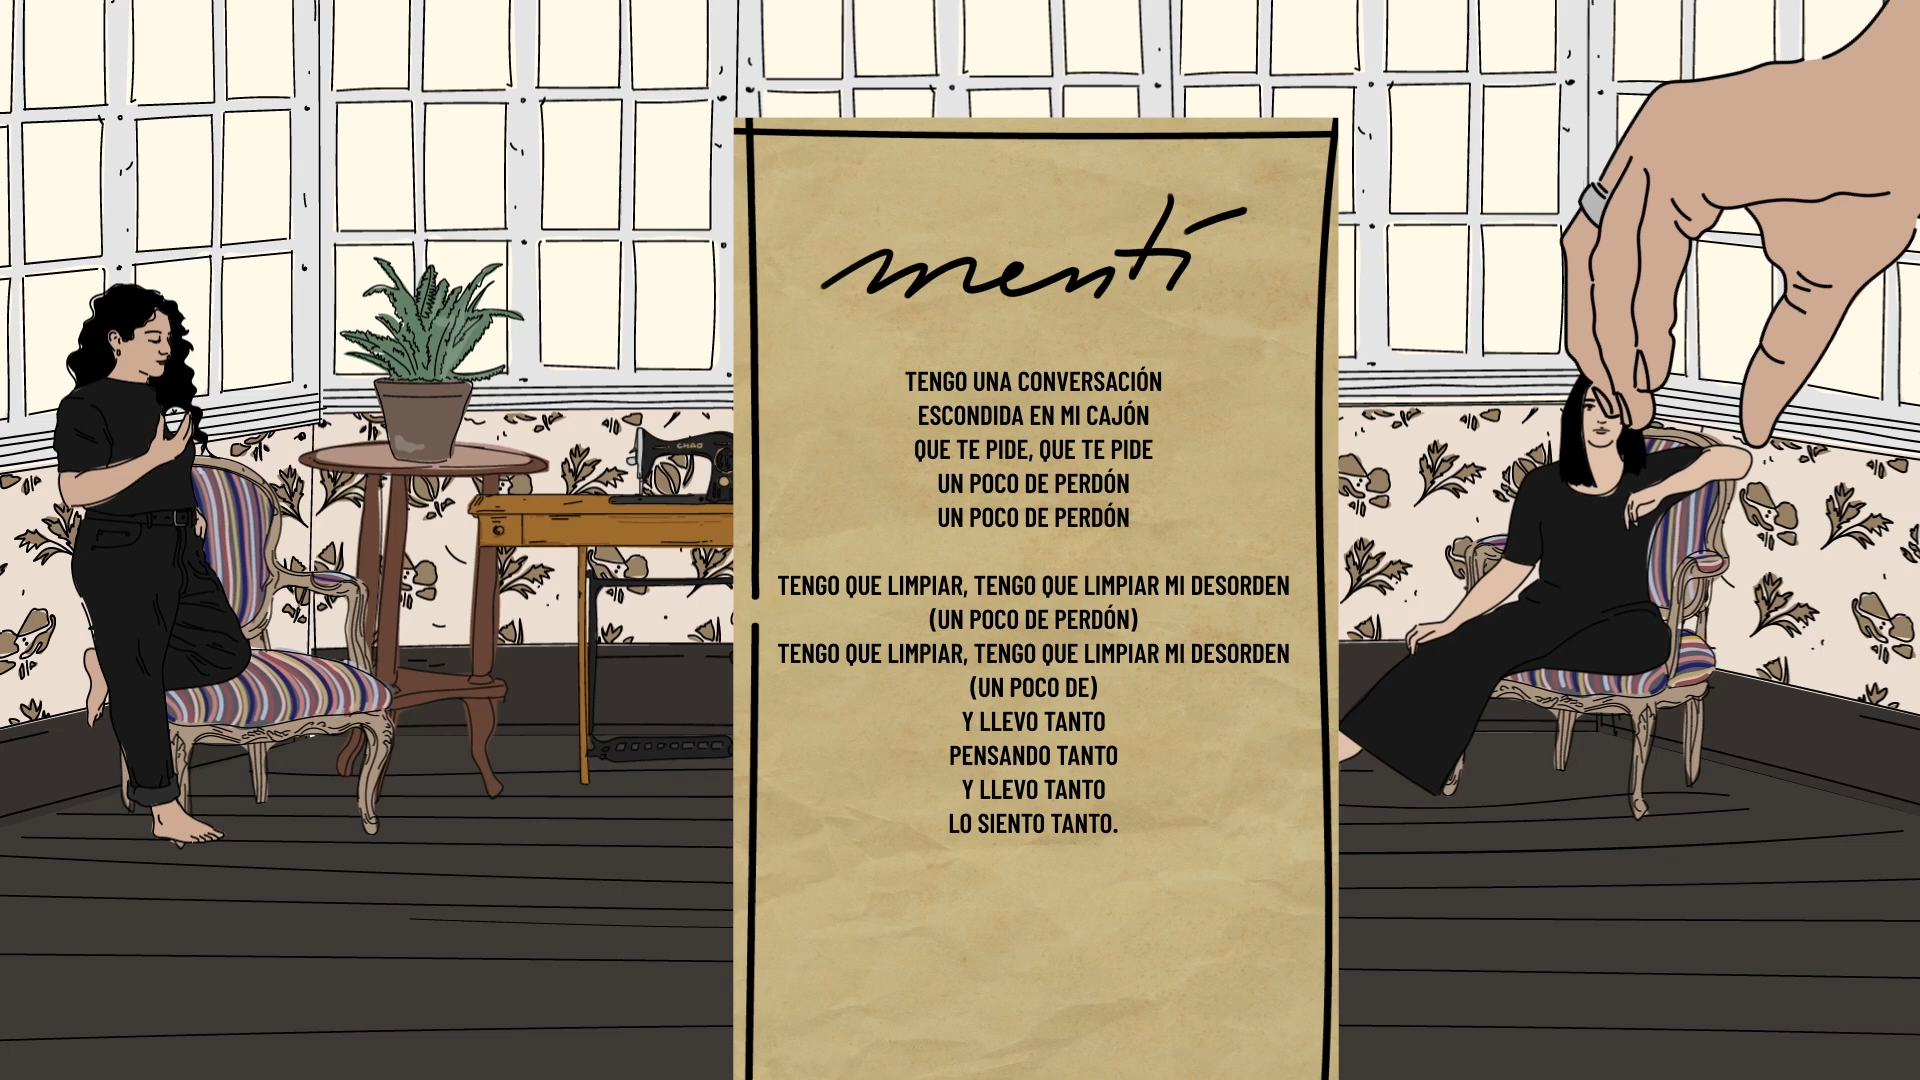 mentí
TENGO UNA CONVERSACIÓN
ESCONDIDA EN MI CAJÓN
QUE TE PIDE, QUE TE PIDE
UN POCO DE PERDÓN
UN POCO DE PERDÓN
TENGO QUE LIMPIAR, TENGO QUE LIMPIAR MI DESORDEN
(UN POCO DE PERDÓN)
TENGO QUE LIMPIAR, TENGO QUE LIMPIAR MI DESORDEN
(UN POCO DE)
Y LLEVO TANTO
PENSANDO TANTO
Y LLEVO TANTO
LO SIENTO TANTO.
CHAO